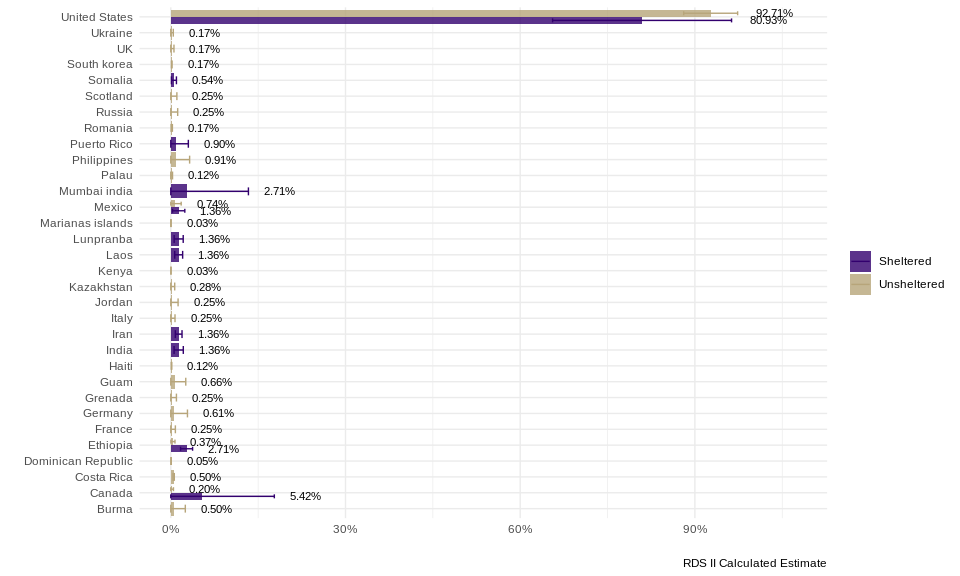 United States 92.71%
80.93%
Ukraine 0.17%
UK 0.17%
South korea 0.17%
Somalia 0.54%
Scotland 0.25%
Russia 0.25%
Romania 0.17%
Puerto Rico 0.90%
Philippines 0.91%
Palau 0.12%
Mumbai india 2.71%
Mexico 0.74%
1.36%
Marianas islands 0.03%
Lunpranba 1.36%
Laos 1.36%
Kenya 0.03%
Kazakhstan 0.28%
Jordan 0.25%
Italy 0.25%
Iran 1.36%
India 1.36%
Haiti 0.12%
Guam 0.66%
Grenada 0.25%
Germany 0.61%
France 0.25%
Ethiopia 0.37%
2.71%
Dominican Republic 0.05%
Costa Rica 0.50%
Canada 0.20%
5.42%
Burma 0.50%
0% 30% 60% 90%
RDS II Calculated Estimate
Sheltered
Unsheltered